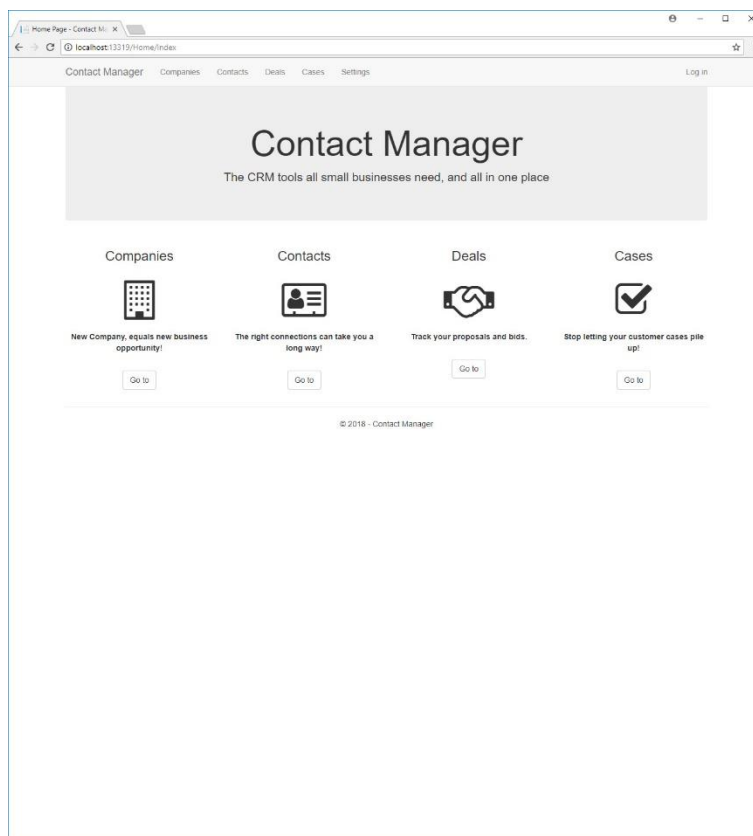 Home Page - Contact Ma
localhost:13319/Home/Index
Contact Manager Companies Contacts Deals Cases Settings Log in
Contact Manager
The CRM tools all small businesses need, and all in one place
Companies Contacts Deals Cases
New Company, equals new business The right connections can take you a Track your proposals and bids. Stop letting your customer cases pile
opportunity! long way! up!
Go to Go to Go to Go to
© 2018 - Contact Manager